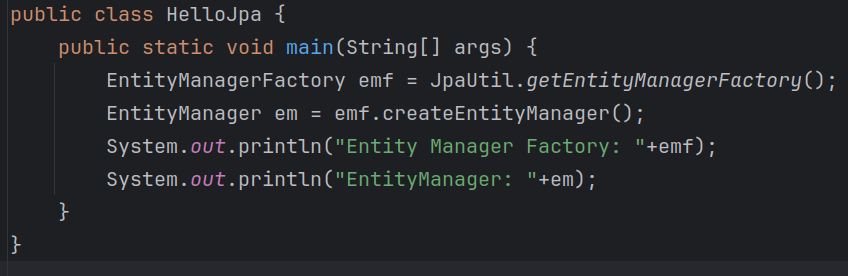 public class HelloJpa {
    public static void main(String[] args) {
        EntityManagerFactory emf = JpaUtil.getEntityManagerFactory();
        EntityManager em = emf.createEntityManager();
        System.out.println("Entity Manager Factory: "+emf);
        System.out.println("EntityManager: "+em);
    }
}